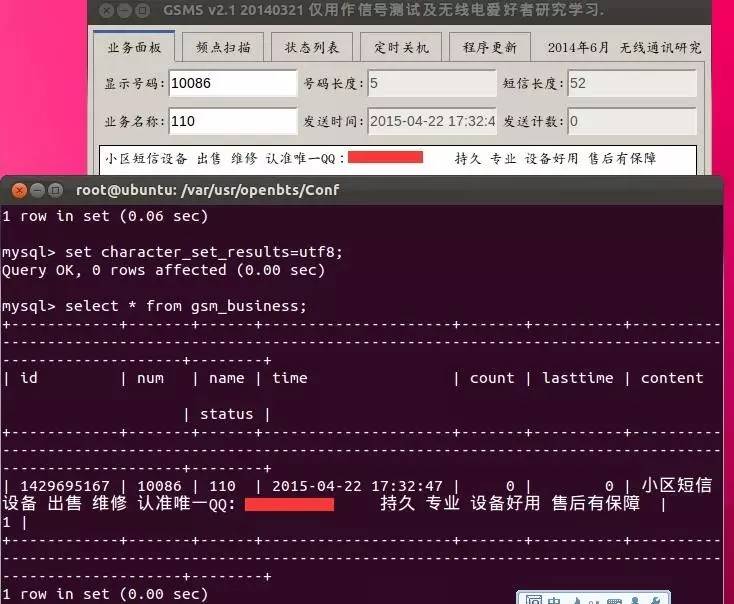 GSMS v2.1 20140321 仅用作信号测试及无线电爱好者研究学习.
业务面板 频点扫描 状态列表 定时关机 程序更新 2014年6月 无线通讯研究
显示号码: 10086 号码长度: 5 短信长度: 52
业务名称: 110 发送时间: 2015-04-22 17:32:4 发送计数: 0
小区短信设备 出售 维修 认准唯一QQ: 持久 专业 设备好用 售后有保障
root@ubuntu: /var/usr/openbts/Conf
1 row in set (0.06 sec)
mysql> set character_set_results=utf8;
Query OK, 0 rows affected (0.00 sec)
mysql> select * from gsm_business;
+------------+-------+------+---------------------+-------+----------+----------
--------------------------------------------------------------------------------
--------------------+--------+
| id | num | name | time | count | lasttime | content
| status |
+------------+-------+------+---------------------+-------+----------+----------
--------------------------------------------------------------------------------
--------------------+--------+
| 1429695167 | 10086 | 110 | 2015-04-22 17:32:47 | 0 | 0 | 小区短信
设备 出售 维修 认准唯一QQ: 持久 专业 设备好用 售后有保障 |
1 |
+------------+-------+------+---------------------+-------+----------+----------
--------------------------------------------------------------------------------
--------------------+--------+
1 row in set (0.00 sec)